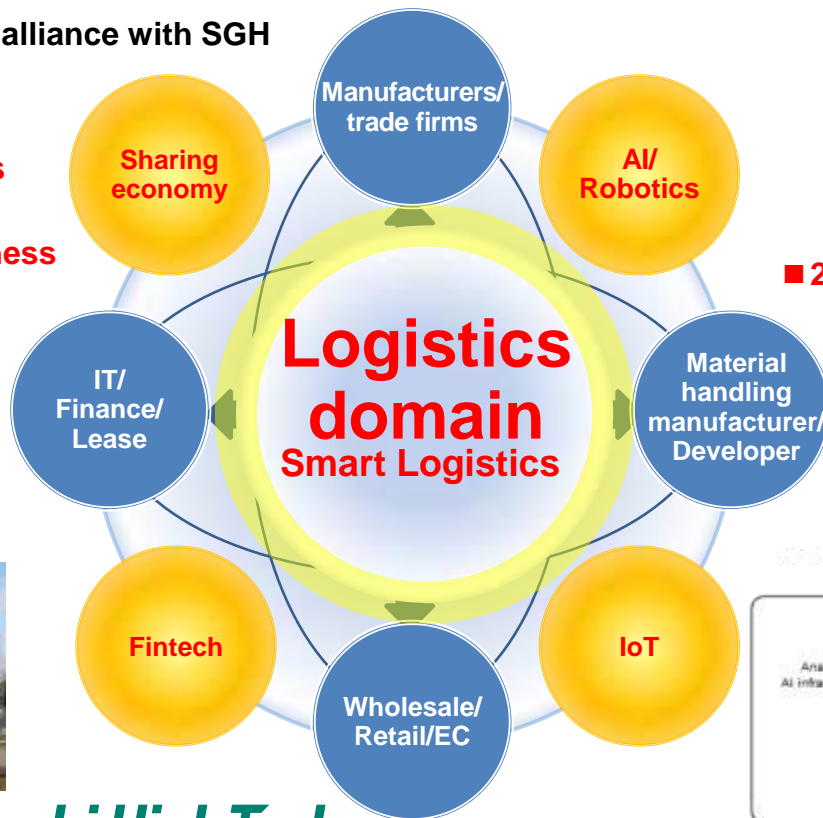 alliance with SGH
Manufacturers/
trade firms
Sharing
economy
AI/
Robotics
Logistics
domain
Smart Logistics
IT/
Finance/
Lease
Material
handling
manufacturer/
Developer
Fintech
IoT
Wholesale/
Retail/EC